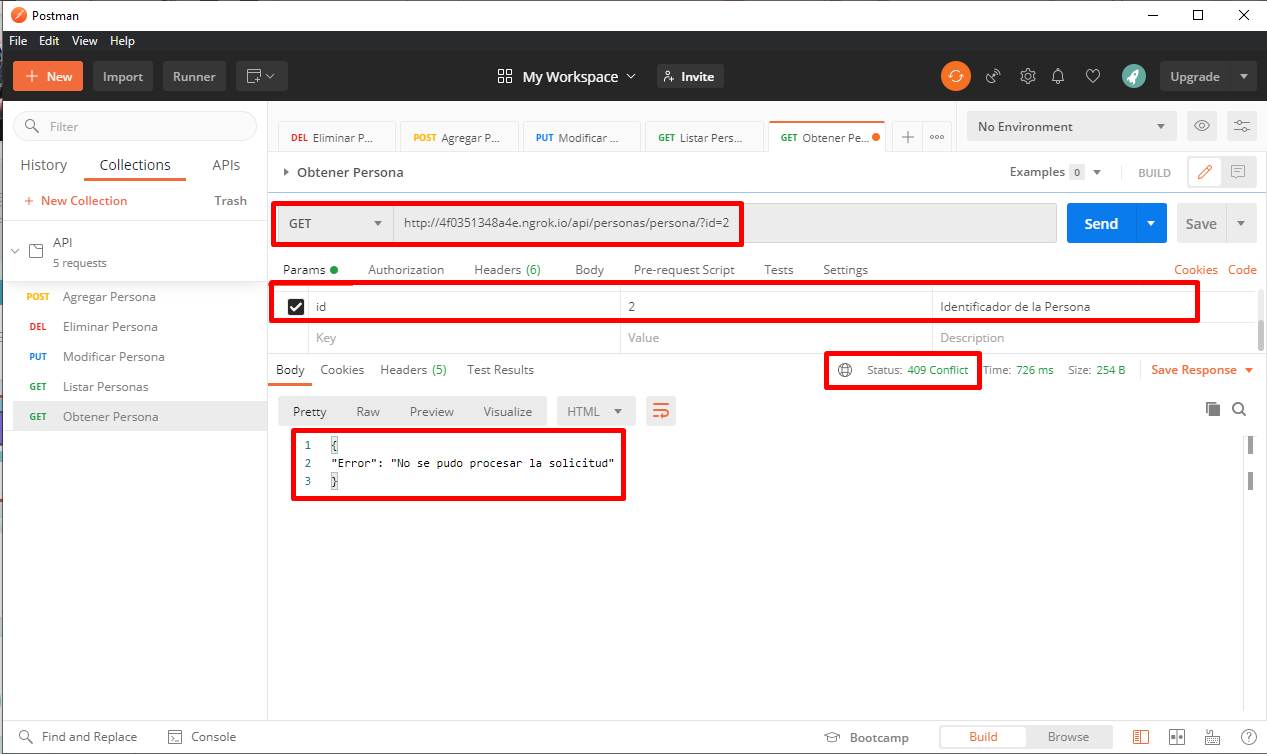 Postman
File Edit View Help
New Import Runner My Workspace Invite Upgrade
Filter
History Collections APIs
New Collection Trash
API
5 requests
POST Agregar Persona
DEL Eliminar Persona
PUT Modificar Persona
GET Listar Personas
GET Obtener Persona
DEL Eliminar P... POST Agregar P... PUT Modificar ... GET Listar Pers... GET Obtener Pe... No Environment
Obtener Persona Examples 0 BUILD
GET http://4f0351348a4e.ngrok.io/api/personas/persona/?id=2 Send Save
Params Authorization Headers (6) Body Pre-request Script Tests Settings Cookies Code
id 2 Identificador de la Persona
Key Value Description
Body Cookies Headers (5) Test Results Status: 409 Conflict Time: 726 ms Size: 254 B Save Response
Pretty Raw Preview Visualize HTML
1 {
2 "Error": "No se pudo procesar la solicitud"
3 }
Find and Replace Console Bootcamp Build Browse